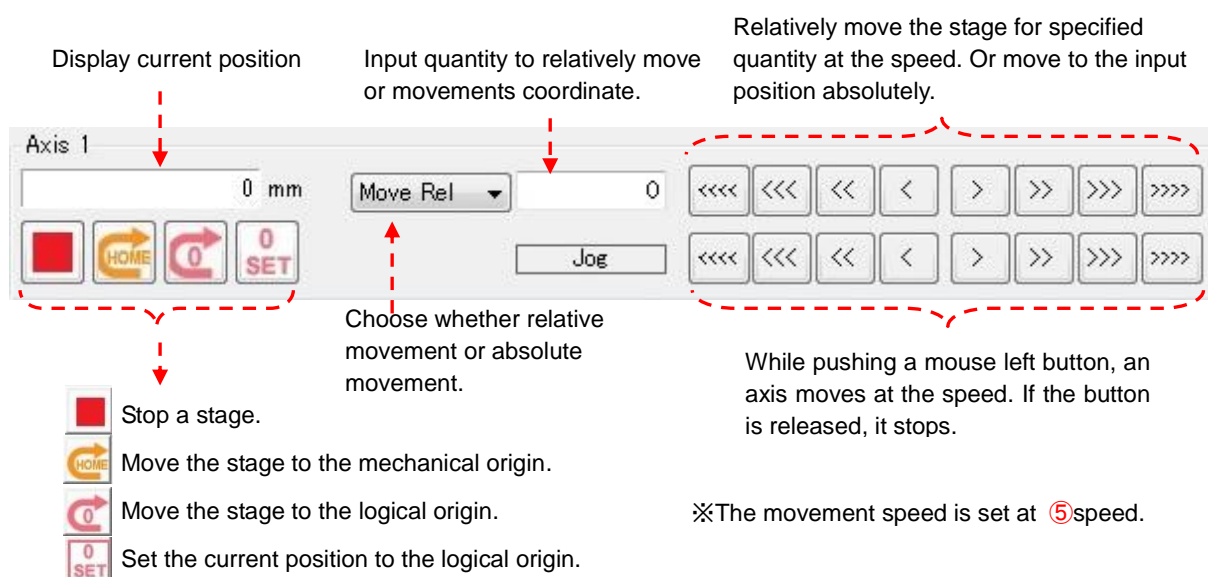 Relatively move the stage for specified
quantity at the speed. Or move to the input
position absolutely.
Display current position
Input quantity to relatively move
or movements coordinate.
Axis 1
0 mm
Move Rel
0
<<<< <<< << < > >> >>> >>>>
HOME
0
0
SET
Jog
<<<< <<< << < > >> >>> >>>>
Choose whether relative
movement or absolute
movement.
While pushing a mouse left button, an
axis moves at the speed. If the button
is released, it stops.
Stop a stage.
HOME
Move the stage to the mechanical origin.
0
Move the stage to the logical origin.
※The movement speed is set at ⑤speed.
0
SET
Set the current position to the logical origin.